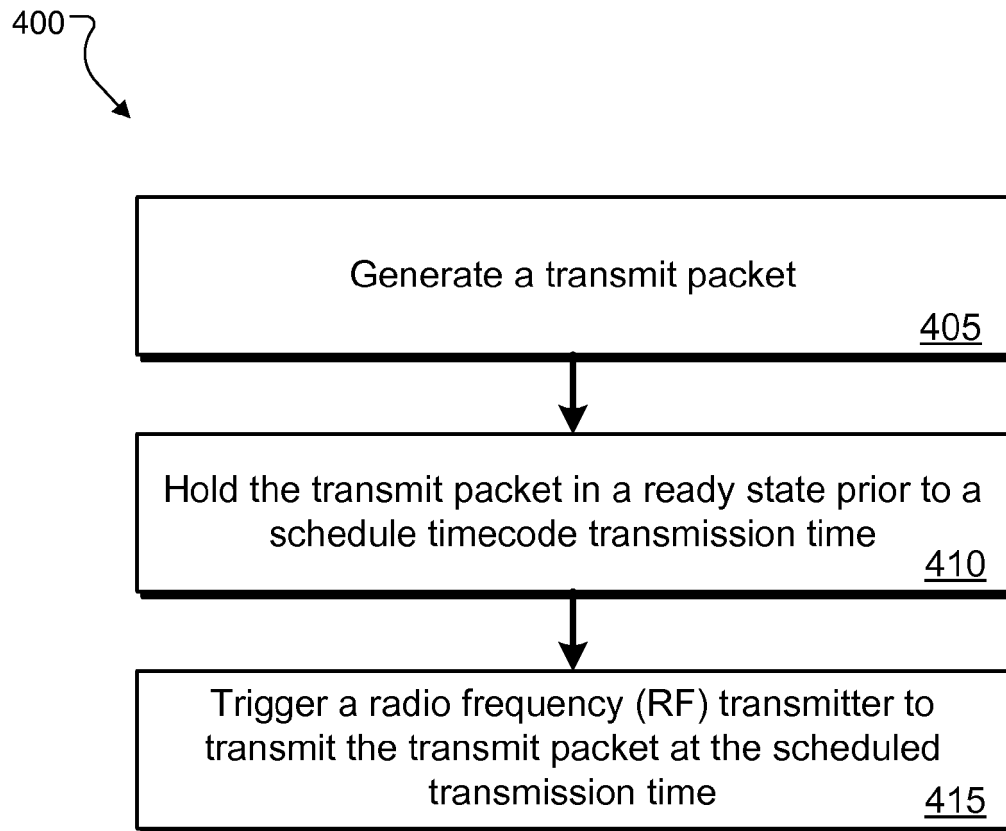 400
Generate a transmit packet
405
Hold the transmit packet in a ready state prior to a
schedule timecode transmission time
410
Trigger a radio frequency (RF) transmitter to
transmit the transmit packet at the scheduled
transmission time
415